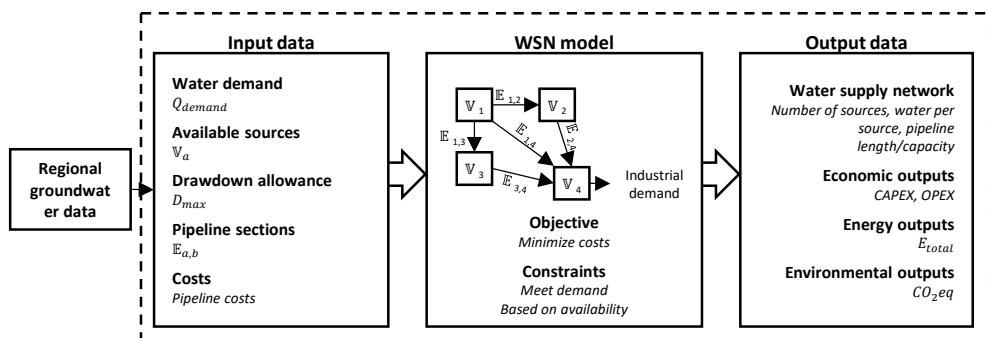 Input data
WSN model
Output data
Regional
groundwat
er data
Water demand
Q_demand
Available sources
𝕍_a
Drawdown allowance
D_max
Pipeline sections
𝔼_a,b
Costs
Pipeline costs
𝕍_1
𝔼_1,2
𝕍_2
𝔼_1,3
𝔼_1,4
𝔼_2,4
𝕍_3
𝔼_3,4
𝕍_4
Industrial
demand
Objective
Minimize costs
Constraints
Meet demand
Based on availability
Water supply network
Number of sources, water per
source, pipeline
length/capacity
Economic outputs
CAPEX, OPEX
Energy outputs
E_total
Environmental outputs
CO_2eq